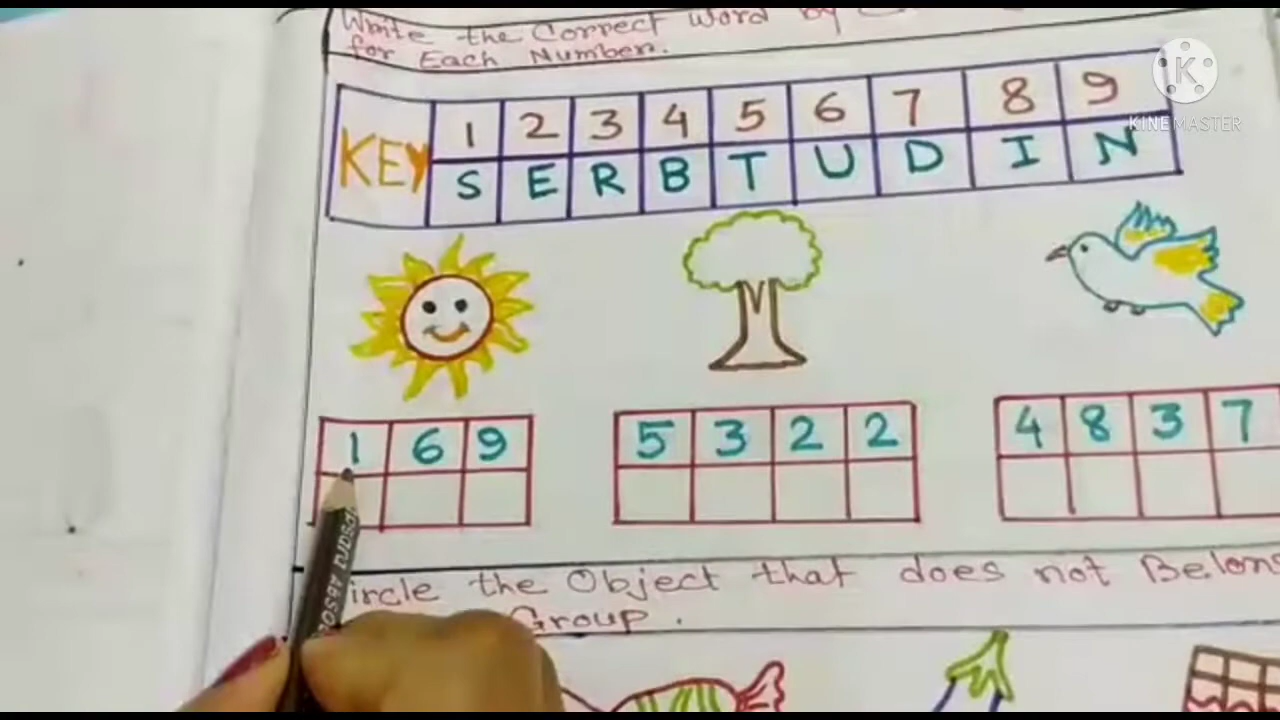 Write the Correct Word by
for Each Number.
KEY 1 2 3 4 5 6 7 8 9
S E R B T U D I N
1 6 9
5 3 2 2
4 8 3 7
ircle the Object that does not Belong
Group.
K
KINEMASTER